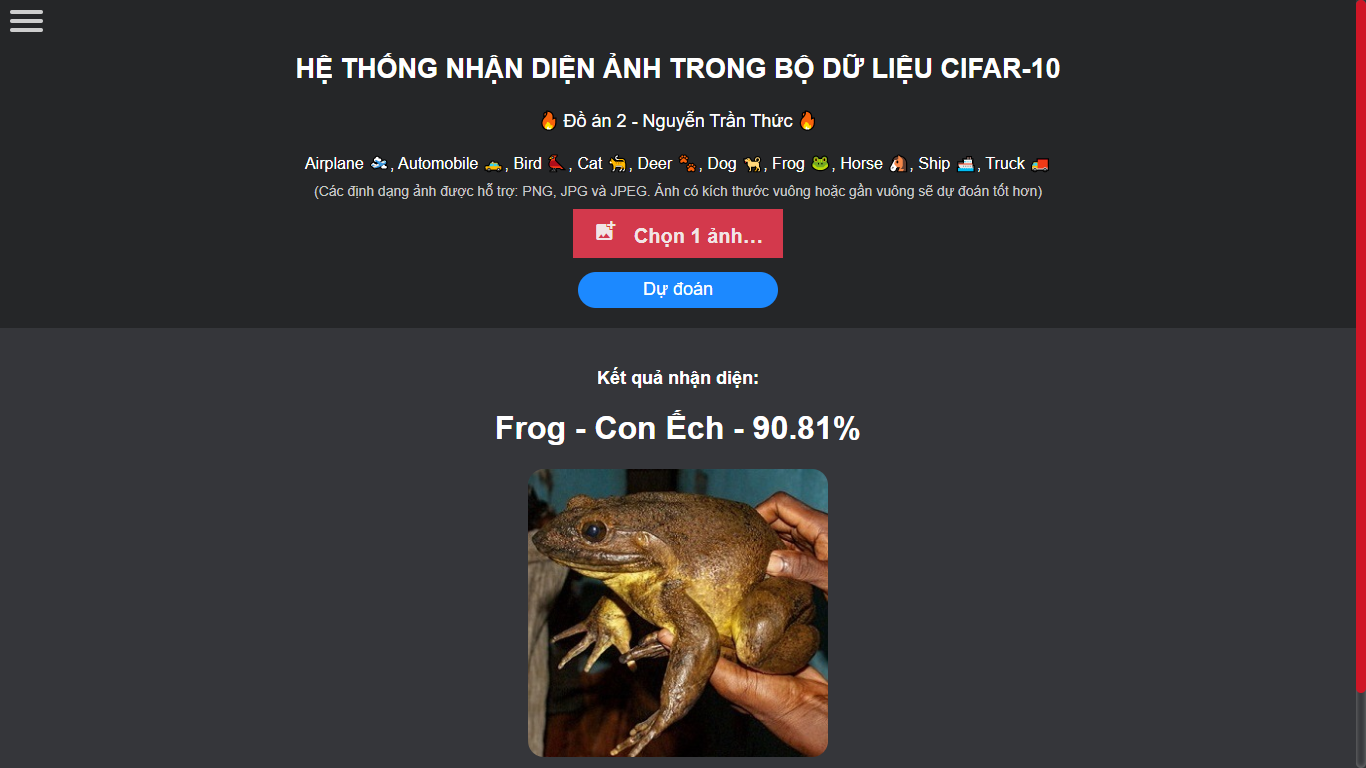 HỆ THỐNG NHẬN DIỆN ẢNH TRONG BỘ DỮ LIỆU CIFAR-10
🔥 Đồ án 2 - Nguyễn Trần Thức 🔥
Airplane 🛩, Automobile 🚕, Bird 🐦, Cat 🐈, Deer 🐾, Dog 🐕, Frog 🐸, Horse 🐴, Ship 🚢, Truck 🚚
(Các định dạng ảnh được hỗ trợ: PNG, JPG và JPEG. Ảnh có kích thước vuông hoặc gần vuông sẽ dự đoán tốt hơn)
Chọn 1 ảnh...
Dự đoán
Kết quả nhận diện:
Frog - Con Ếch - 90.81%